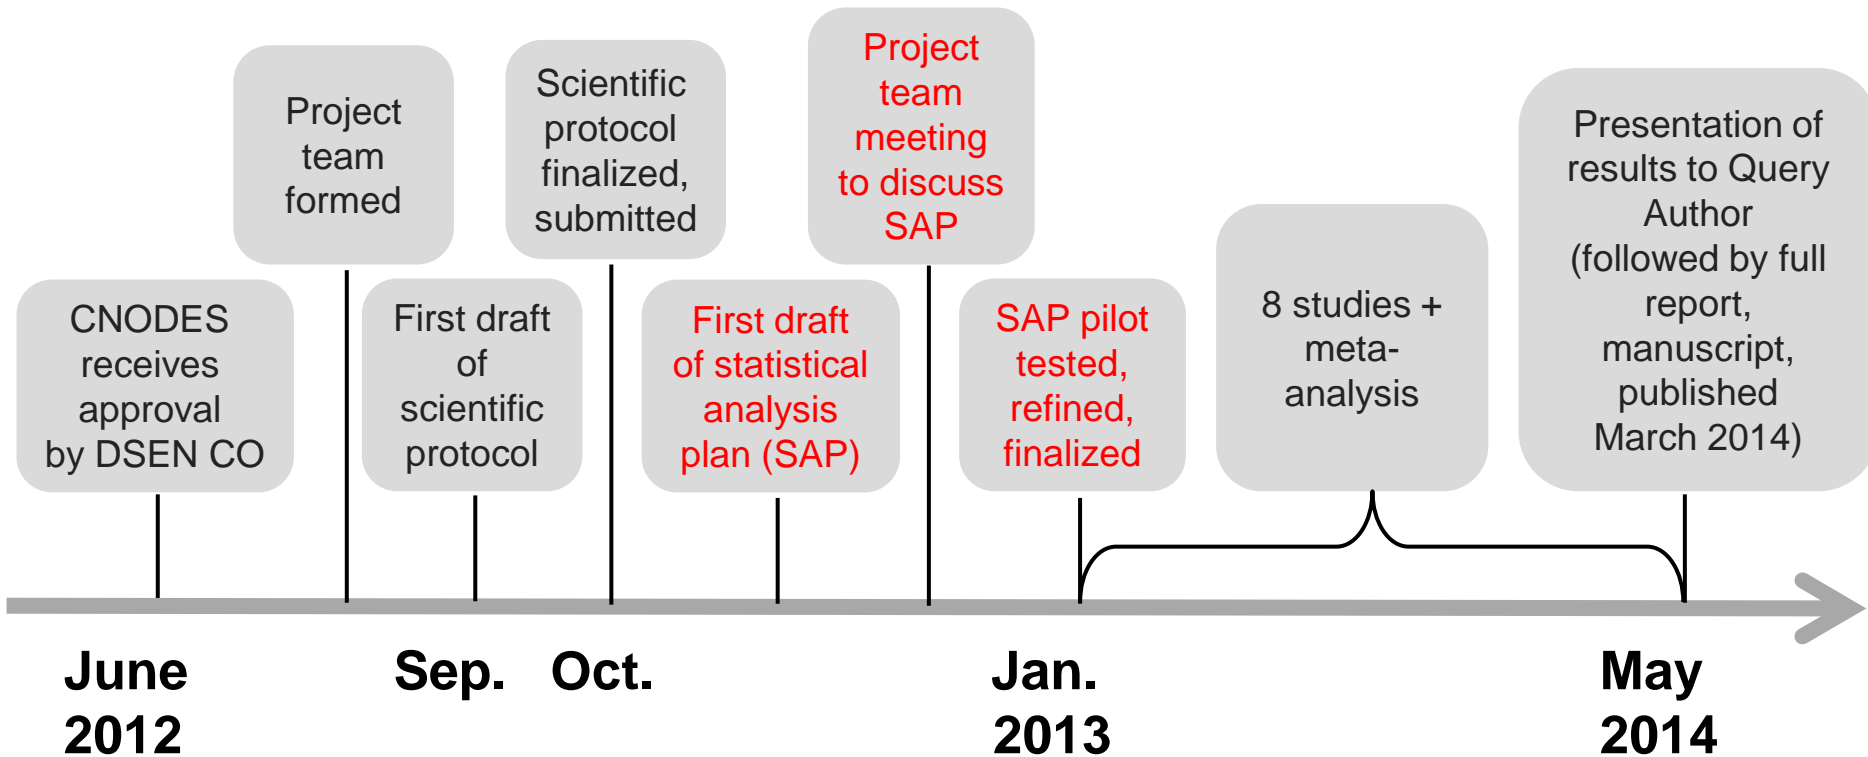 CNODES
receives
approval
by DSEN CO
Project
team
formed
First draft
of
scientific
protocol
Scientific
protocol
finalized,
submitted
First draft
of statistical
analysis
plan (SAP)
Project
team
meeting
to discuss
SAP
SAP pilot
tested,
refined,
finalized
8 studies +
meta-
analysis
Presentation of
results to Query
Author
(followed by full
report,
manuscript,
published
March 2014)
June
2012
Sep.
Oct.
Jan.
2013
May
2014